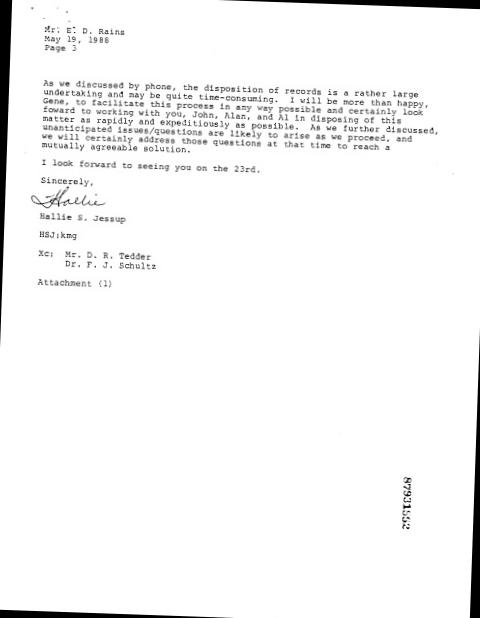 Mr. E. D. Rains
May 19, 1988
Page 3
As we discussed by phone, the disposition of records is a rather large
undertaking and may be quite time-consuming. I will be more than happy,
Gene, to facilitate this process in any way possible and certainly look
foward to working with you, John, Alan, and Al in disposing of this
matter as rapidly and expeditiously as possible. As we further discussed,
unanticipated issues/questions are likely to arise as we proceed, and
we will certainly address those questions at that time to reach a
mutually agreeable solution.
I look forward to seeing you on the 23rd.
Sincerely,
Hallie
Hallie S. Jessup
HSJ:kmg
Xc: Mr. D. R. Tedder
Dr. F. J. Schultz
Attachment (1)
87931552